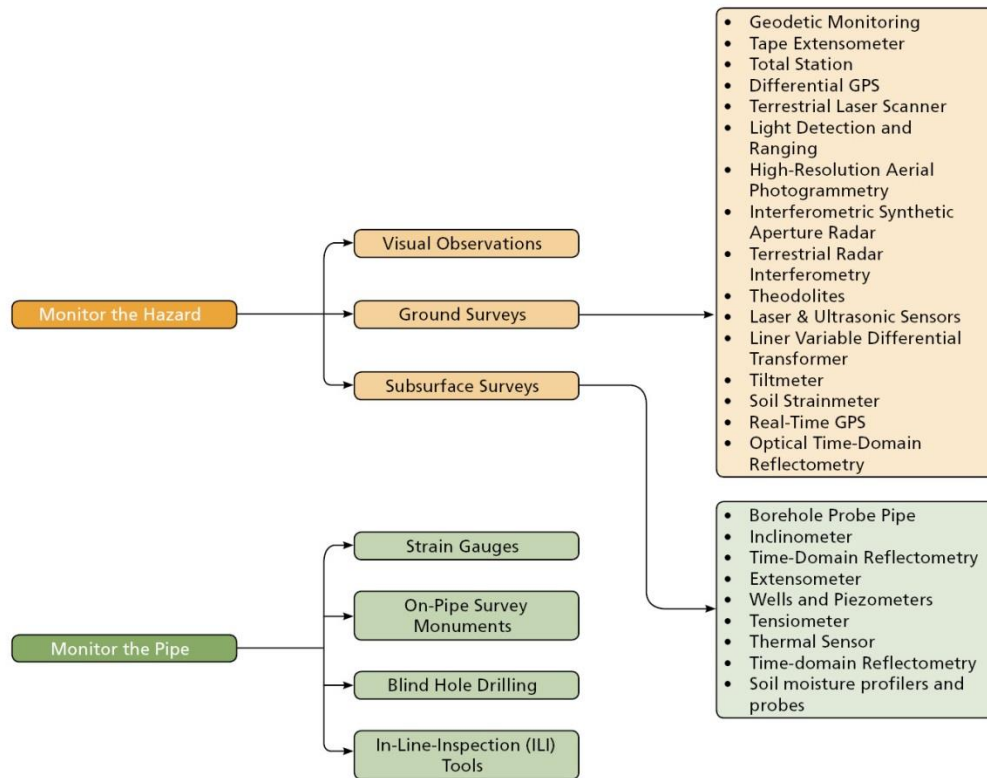 Monitor the Hazard
Visual Observations
Ground Surveys
Subsurface Surveys
• Geodetic Monitoring
• Tape Extensometer
• Total Station
• Differential GPS
• Terrestrial Laser Scanner
• Light Detection and
Ranging
• High-Resolution Aerial
Photogrammetry
• Interferometric Synthetic
Aperture Radar
• Terrestrial Radar
Interferometry
• Theodolites
• Laser & Ultrasonic Sensors
• Liner Variable Differential
Transformer
• Tiltmeter
• Soil Strainmeter
• Real-Time GPS
• Optical Time-Domain
Reflectometry
• Borehole Probe Pipe
• Inclinometer
• Time-Domain Reflectometry
• Extensometer
• Wells and Piezometers
• Tensiometer
• Thermal Sensor
• Time-domain Reflectometry
• Soil moisture profilers and
probes
Monitor the Pipe
Strain Gauges
On-Pipe Survey
Monuments
Blind Hole Drilling
In-Line-Inspection (ILI)
Tools